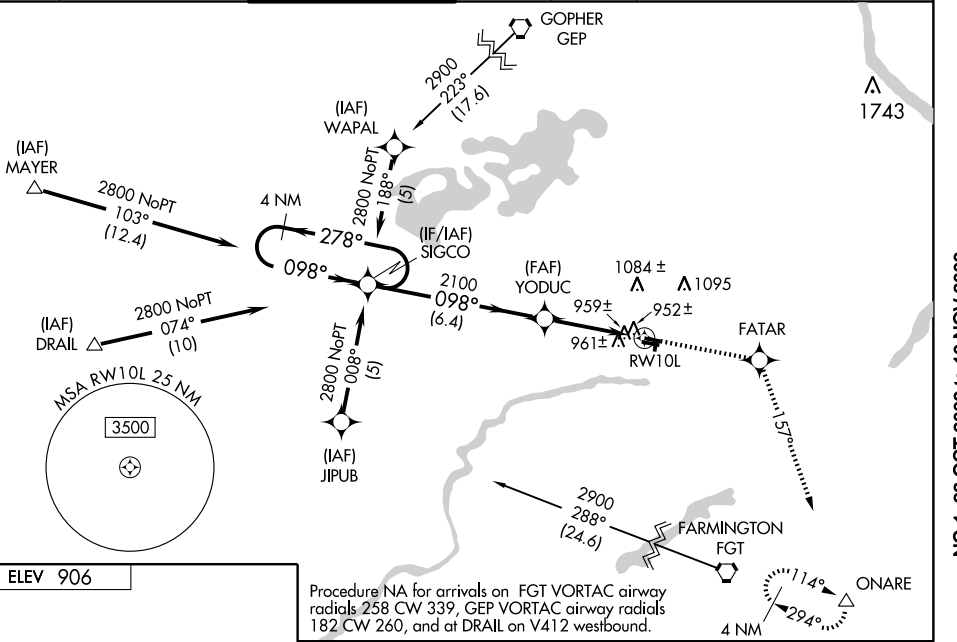 GOPHER
GEP
2900
223°
(17.6)
1743
(IAF)
WAPAL
(IAF)
MAYER
2800 NoPT
103°
(12.4)
2800 NoPT
188°
(5)
4 NM
278°
(IF/IAF)
SIGCO
098°
2100
098°
(6.4)
(FAF)
YODUC
1084 ±
1095
959±
952±
961±
RW10L
FATAR
2800 NoPT
074°
(10)
(IAF)
DRAIL
2800 NoPT
008°
(5)
(IAF)
JIPUB
MSA RW10L 25 NM
3500
157°
2900
288°
(24.6)
FARMINGTON
FGT
114°
294°
4 NM
ONARE
ELEV 906
Procedure NA for arrivals on FGT VORTAC airway
radials 258 CW 339, GEP VORTAC airway radials
182 CW 260, and at DRAIL on V412 westbound.